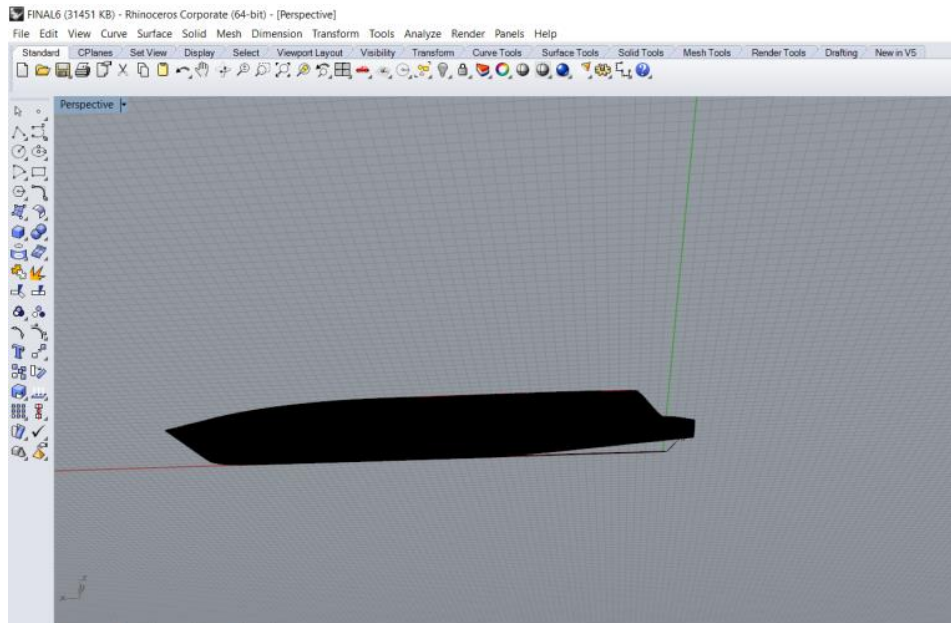 FINAL6 (31451 KB) - Rhinoceros Corporate (64-bit) - [Perspective]
File Edit View Curve Surface Solid Mesh Dimension Transform Tools Analyze Render Panels Help
Standard CPlanes Set View Display Select Viewport Layout Visibility Transform Curve Tools Surface Tools Solid Tools Mesh Tools Render Tools Drafting New in V5
Perspective
z
y
x